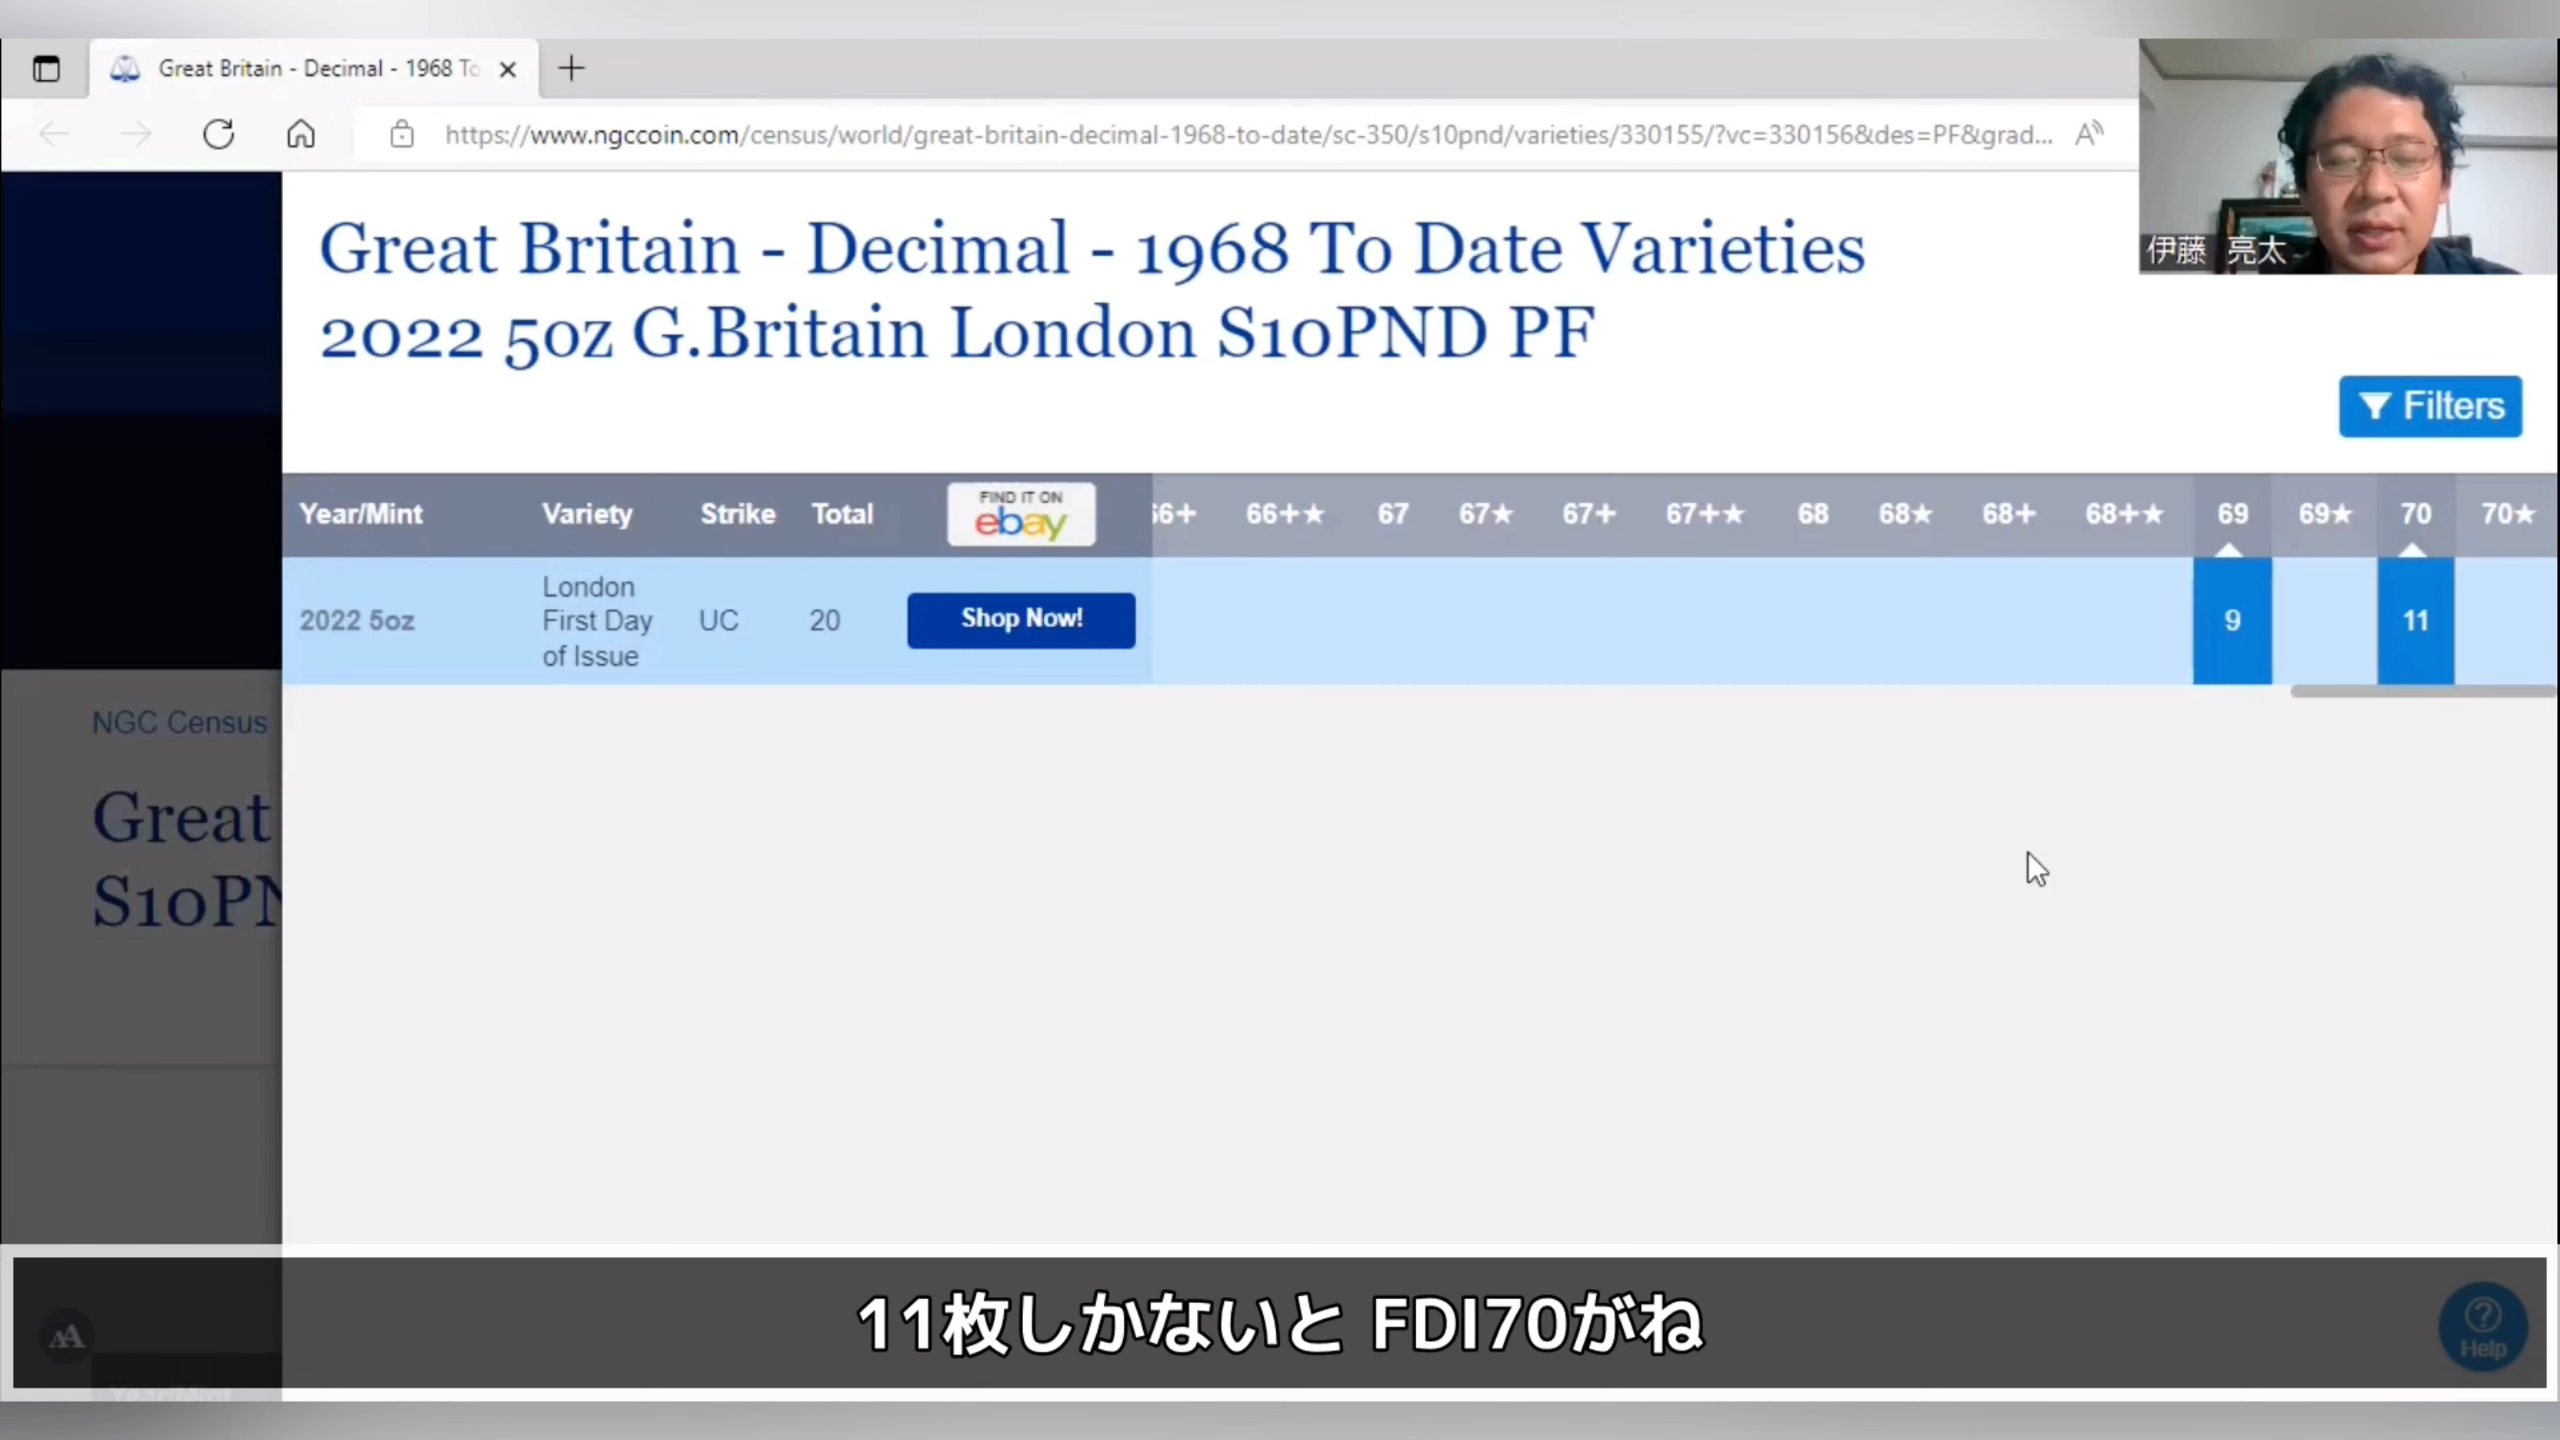 Great Britain - Decimal - 1968 To
https://www.ngccoin.com/census/world/great-britain-decimal-1968-to-date/sc-350/s10pnd/varieties/330155/?vc=330156&des=PF&grad...
伊藤 亮太
Great Britain - Decimal - 1968 To Date Varieties
2022 5oz G.Britain London S10PND PF
Filters
Year/Mint Variety Strike Total FIND IT ON ebay 66+ 66+★ 67 67★ 67+ 67+★ 68 68★ 68+ 68+★ 69 69★ 70 70★
2022 5oz London First Day of Issue UC 20 Shop Now! 9 11
NGC Census
Great
S10PN
11枚しかないと FDI70がね
AA
Help
Year/Mint